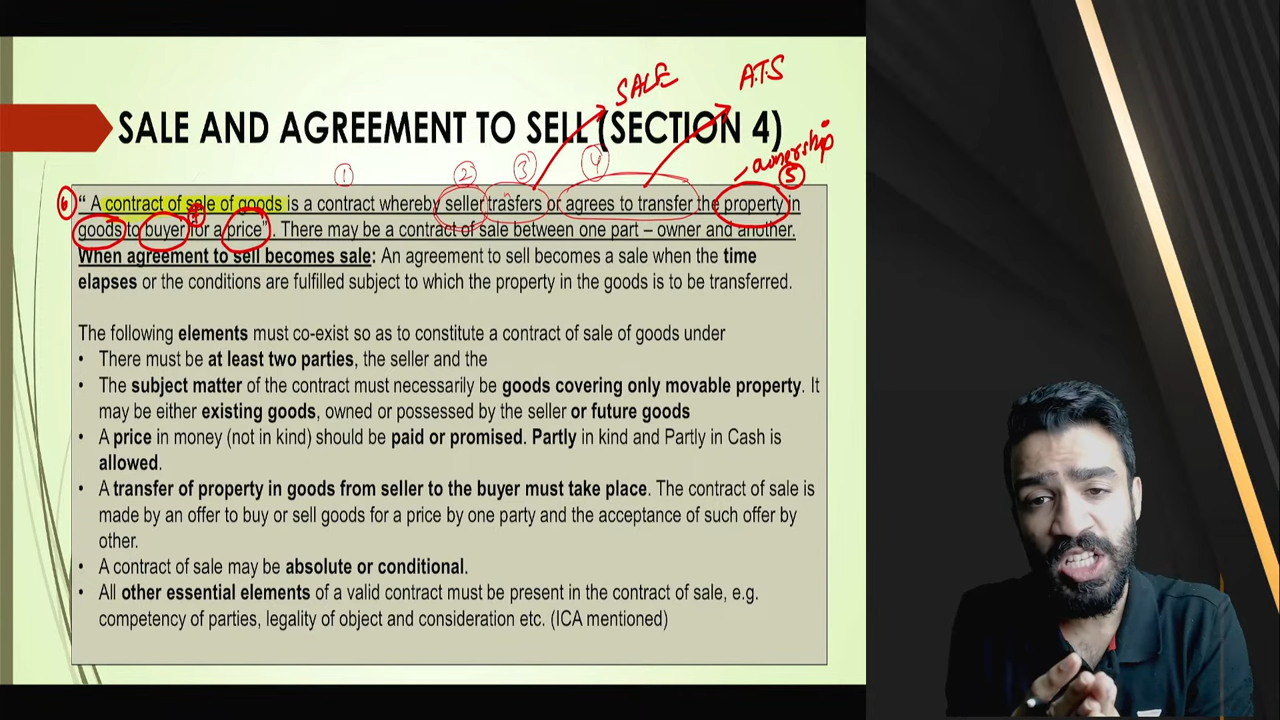 SALE
A.T.S
SALE AND AGREEMENT TO SELL (SECTION 4)
ownership
1 2 3 4 5
6 “ A contract of sale of goods is a contract whereby seller trasfers or agrees to transfer the property in
goods to buyer for a price”. There may be a contract of sale between one part – owner and another.
When agreement to sell becomes sale: An agreement to sell becomes a sale when the time
elapses or the conditions are fulfilled subject to which the property in the goods is to be transferred.
The following elements must co-exist so as to constitute a contract of sale of goods under
• There must be at least two parties, the seller and the
• The subject matter of the contract must necessarily be goods covering only movable property. It
may be either existing goods, owned or possessed by the seller or future goods
• A price in money (not in kind) should be paid or promised. Partly in kind and Partly in Cash is
allowed.
• A transfer of property in goods from seller to the buyer must take place. The contract of sale is
made by an offer to buy or sell goods for a price by one party and the acceptance of such offer by
other.
• A contract of sale may be absolute or conditional.
• All other essential elements of a valid contract must be present in the contract of sale, e.g.
competency of parties, legality of object and consideration etc. (ICA mentioned)